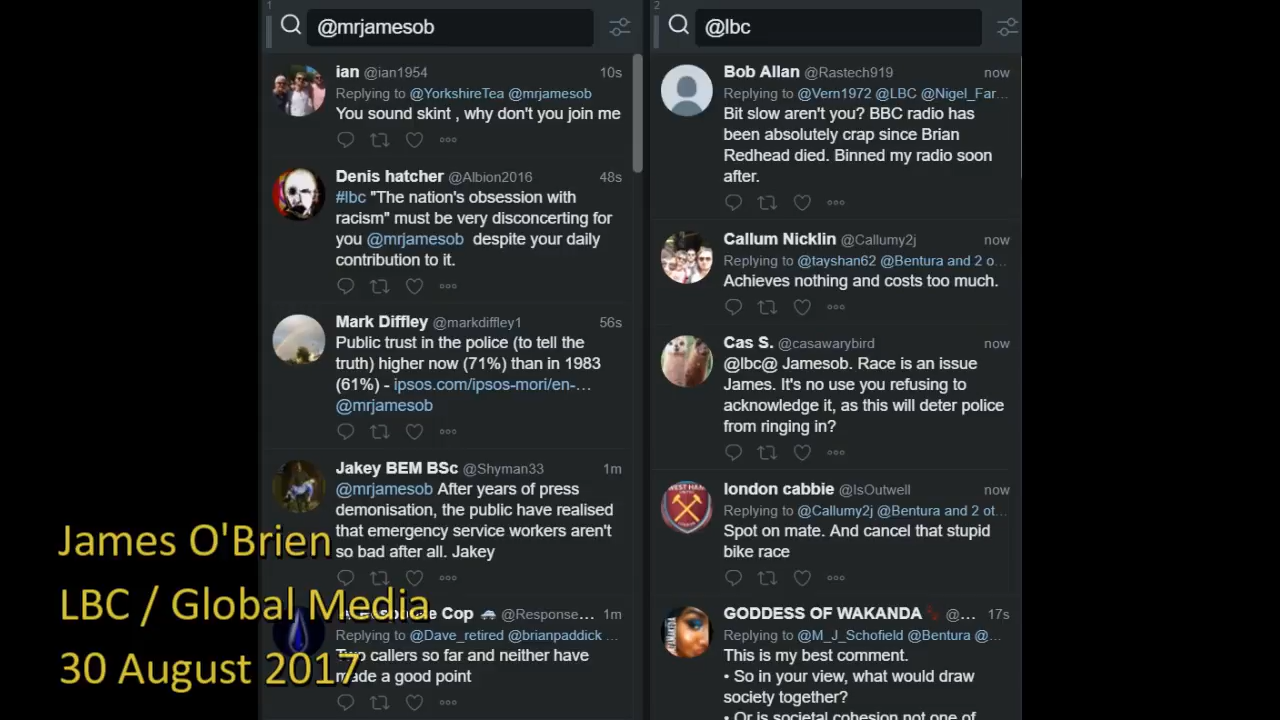 1
@mrjamesob
ian @ian1954 10s
Replying to @YorkshireTea @mrjamesob
You sound skint , why don't you join me
Denis hatcher @Albion2016 48s
#lbc "The nation's obsession with
racism" must be very disconcerting for
you @mrjamesob despite your daily
contribution to it.
Mark Diffley @markdiffley1 56s
Public trust in the police (to tell the
truth) higher now (71%) than in 1983
(61%) - ipsos.com/ipsos-mori/en-…
@mrjamesob
Jakey BEM BSc @Shyman33 1m
@mrjamesob After years of press
demonisation, the public have realised
that emergency service workers aren't
so bad after all. Jakey
Cop @Response... 1m
Replying to @Dave_retired @brianpaddick ...
Two callers so far and neither have
made a good point
2
@lbc
Bob Allan @Rastech919 now
Replying to @Vern1972 @LBC @Nigel_Far...
Bit slow aren't you? BBC radio has
been absolutely crap since Brian
Redhead died. Binned my radio soon
after.
Callum Nicklin @Callumy2j now
Replying to @tayshan62 @Bentura and 2 o...
Achieves nothing and costs too much.
Cas S. @casawarybird now
@lbc@ Jamesob. Race is an issue
James. It's no use you refusing to
acknowledge it, as this will deter police
from ringing in?
london cabbie @IsOutwell now
Replying to @Callumy2j @Bentura and 2 ot...
Spot on mate. And cancel that stupid
bike race
GODDESS OF WAKANDA @... 17s
Replying to @M_J_Schofield @Bentura @...
This is my best comment.
• So in your view, what would draw
society together?
• Or is societal cohesion not one of
James O'Brien
LBC / Global Media
30 August 2017